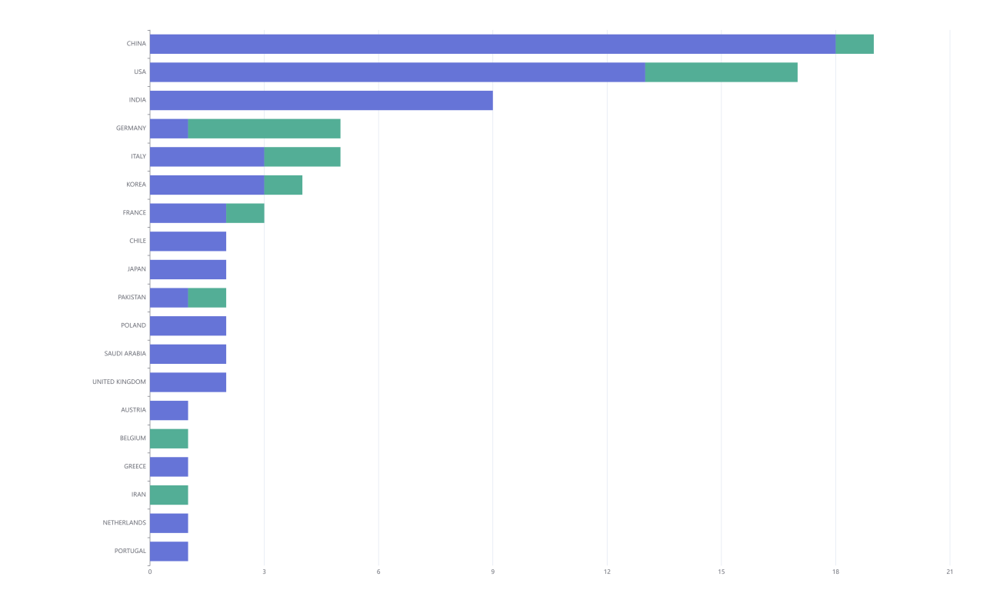 CHINA
USA
INDIA
GERMANY
ITALY
KOREA
FRANCE
CHILE
JAPAN
PAKISTAN
POLAND
SAUDI ARABIA
UNITED KINGDOM
AUSTRIA
BELGIUM
GREECE
IRAN
NETHERLANDS
PORTUGAL
0 3 6 9 12 15 18 21